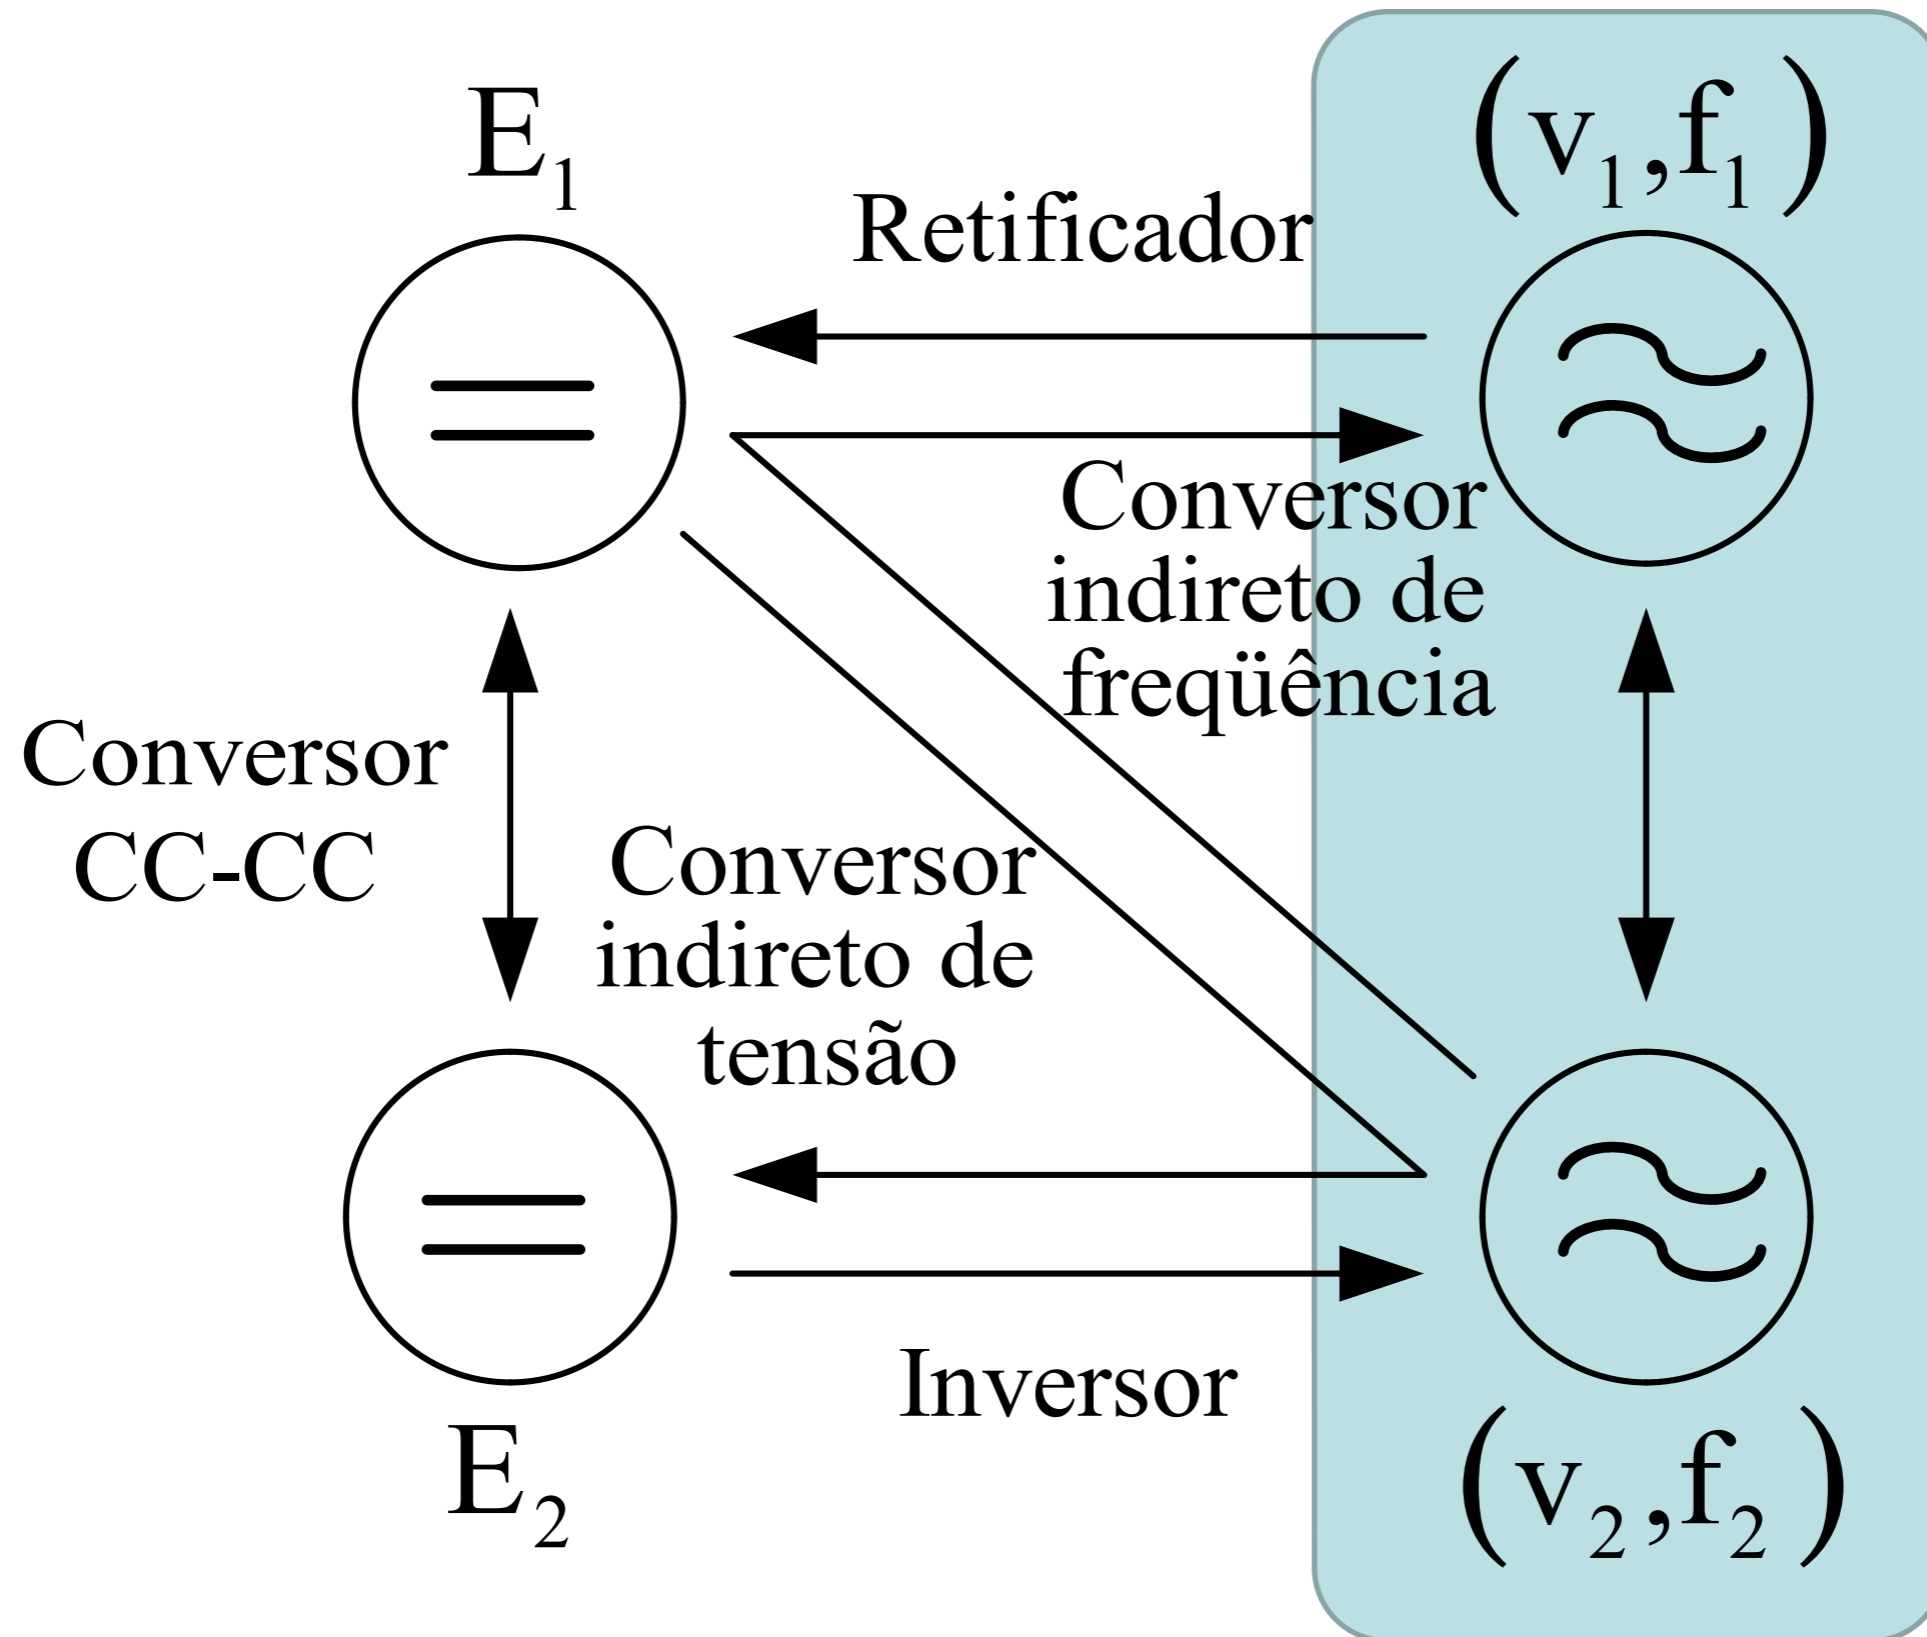 E₁
(v₁,f₁)
Retificador
Conversor
indireto de
freqüência
Conversor
CC-CC
Conversor
indireto de
tensão
Inversor
E₂
(v₂,f₂)